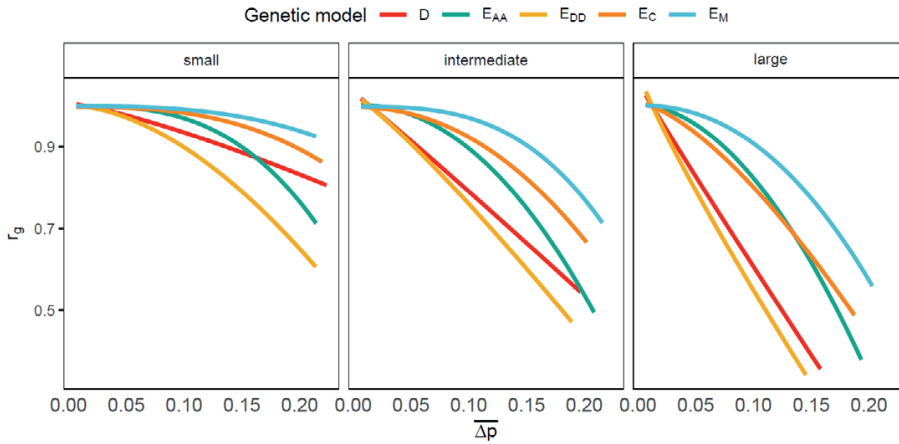 Genetic model D E_AA E_DD E_C E_M
small intermediate large
0.9
0.7
0.5
r_g
0.00 0.05 0.10 0.15 0.20 0.00 0.05 0.10 0.15 0.20 0.00 0.05 0.10 0.15 0.20
Δp̅